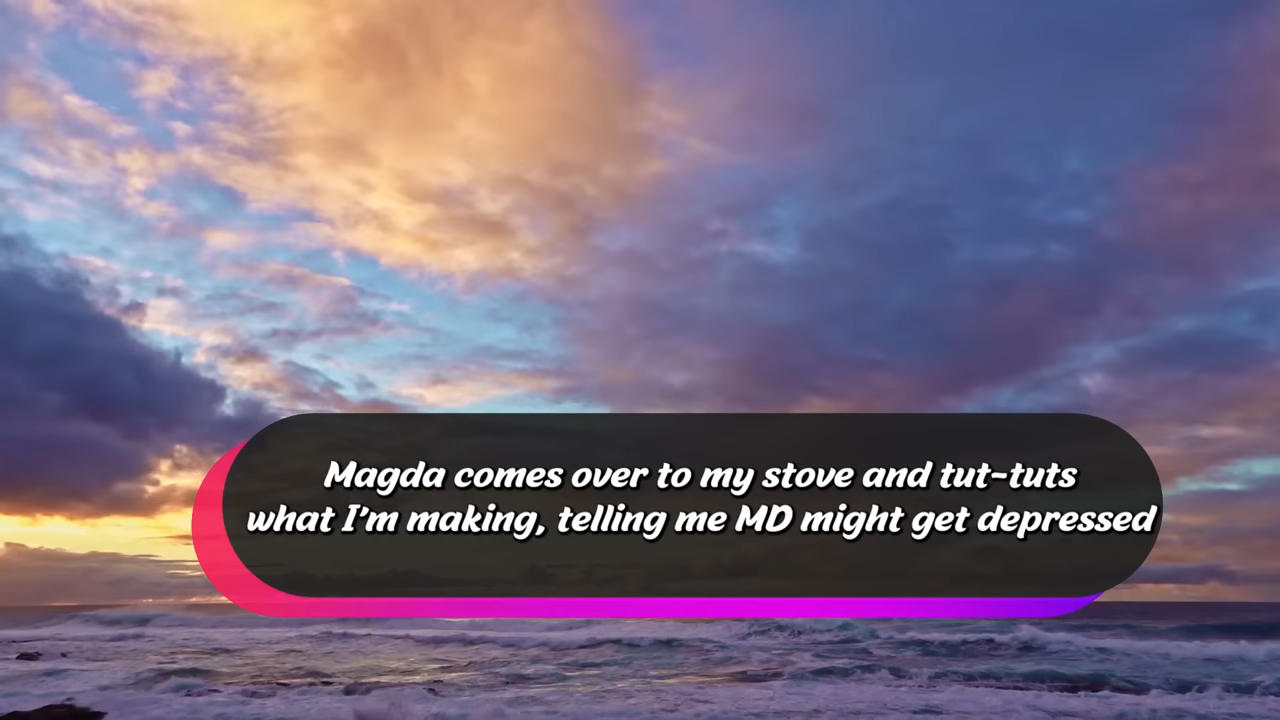 Magda comes over to my stove and tut-tuts
what I'm making, telling me MD might get depressed